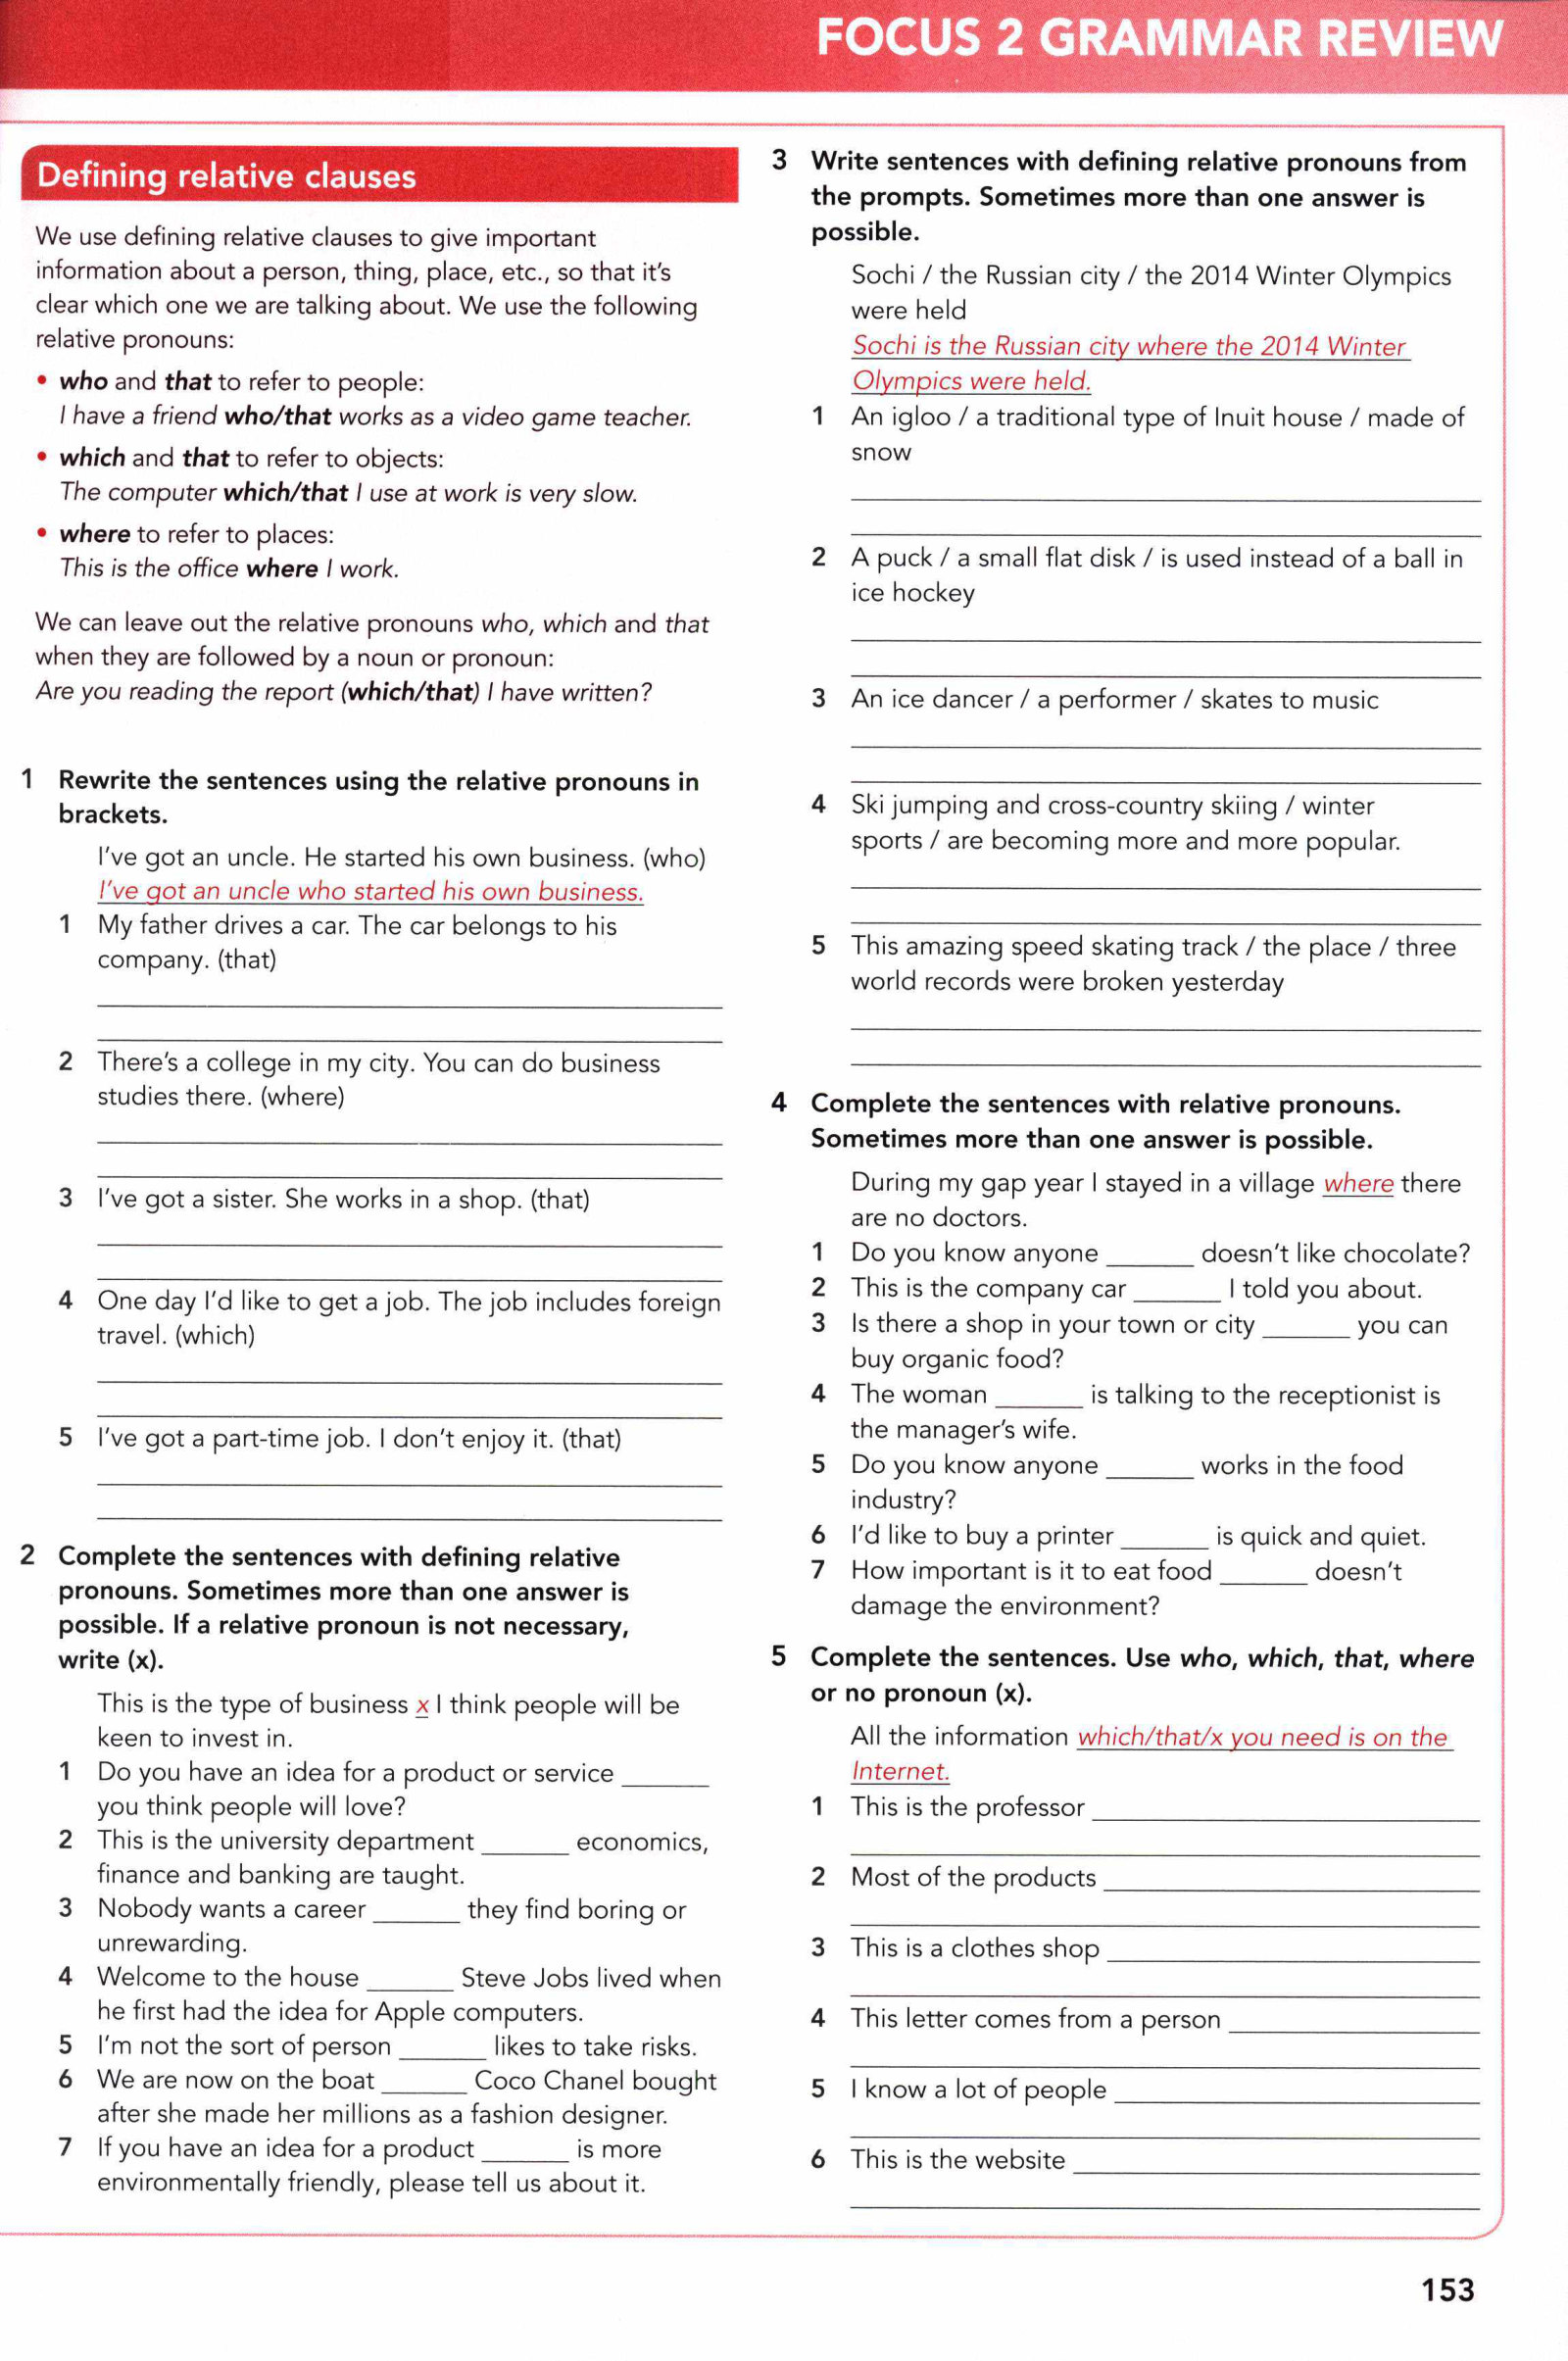 FOCUS 2 GRAMMAR REVIEW
Defining relative clauses
We use defining relative clauses to give important
information about a person, thing, place, etc., so that it's
clear which one we are talking about. We use the following
relative pronouns:
• who and that to refer to people:
I have a friend who/that works as a video game teacher.
• which and that to refer to objects:
The computer which/that I use at work is very slow.
• where to refer to places:
This is the office where I work.
We can leave out the relative pronouns who, which and that
when they are followed by a noun or pronoun:
Are you reading the report (which/that) I have written?
1 Rewrite the sentences using the relative pronouns in
brackets.
I've got an uncle. He started his own business. (who)
I've got an uncle who started his own business.
1 My father drives a car. The car belongs to his
company. (that)
2 There's a college in my city. You can do business
studies there. (where)
3 I've got a sister. She works in a shop. (that)
4 One day I'd like to get a job. The job includes foreign
travel. (which)
5 I've got a part-time job. I don't enjoy it. (that)
2 Complete the sentences with defining relative
pronouns. Sometimes more than one answer is
possible. If a relative pronoun is not necessary,
write (x).
This is the type of business x I think people will be
keen to invest in.
1 Do you have an idea for a product or service ______
you think people will love?
2 This is the university department ______ economics,
finance and banking are taught.
3 Nobody wants a career ______ they find boring or
unrewarding.
4 Welcome to the house ______ Steve Jobs lived when
he first had the idea for Apple computers.
5 I'm not the sort of person ______ likes to take risks.
6 We are now on the boat ______ Coco Chanel bought
after she made her millions as a fashion designer.
7 If you have an idea for a product ______ is more
environmentally friendly, please tell us about it.
3 Write sentences with defining relative pronouns from
the prompts. Sometimes more than one answer is
possible.
Sochi / the Russian city / the 2014 Winter Olympics
were held
Sochi is the Russian city where the 2014 Winter
Olympics were held.
1 An igloo / a traditional type of Inuit house / made of
snow
2 A puck / a small flat disk / is used instead of a ball in
ice hockey
3 An ice dancer / a performer / skates to music
4 Ski jumping and cross-country skiing / winter
sports / are becoming more and more popular.
5 This amazing speed skating track / the place / three
world records were broken yesterday
4 Complete the sentences with relative pronouns.
Sometimes more than one answer is possible.
During my gap year I stayed in a village where there
are no doctors.
1 Do you know anyone ______ doesn't like chocolate?
2 This is the company car ______ I told you about.
3 Is there a shop in your town or city ______ you can
buy organic food?
4 The woman ______ is talking to the receptionist is
the manager's wife.
5 Do you know anyone ______ works in the food
industry?
6 I'd like to buy a printer ______ is quick and quiet.
7 How important is it to eat food ______ doesn't
damage the environment?
5 Complete the sentences. Use who, which, that, where
or no pronoun (x).
All the information which/that/x you need is on the
Internet.
1 This is the professor
2 Most of the products
3 This is a clothes shop
4 This letter comes from a person
5 I know a lot of people
6 This is the website
153